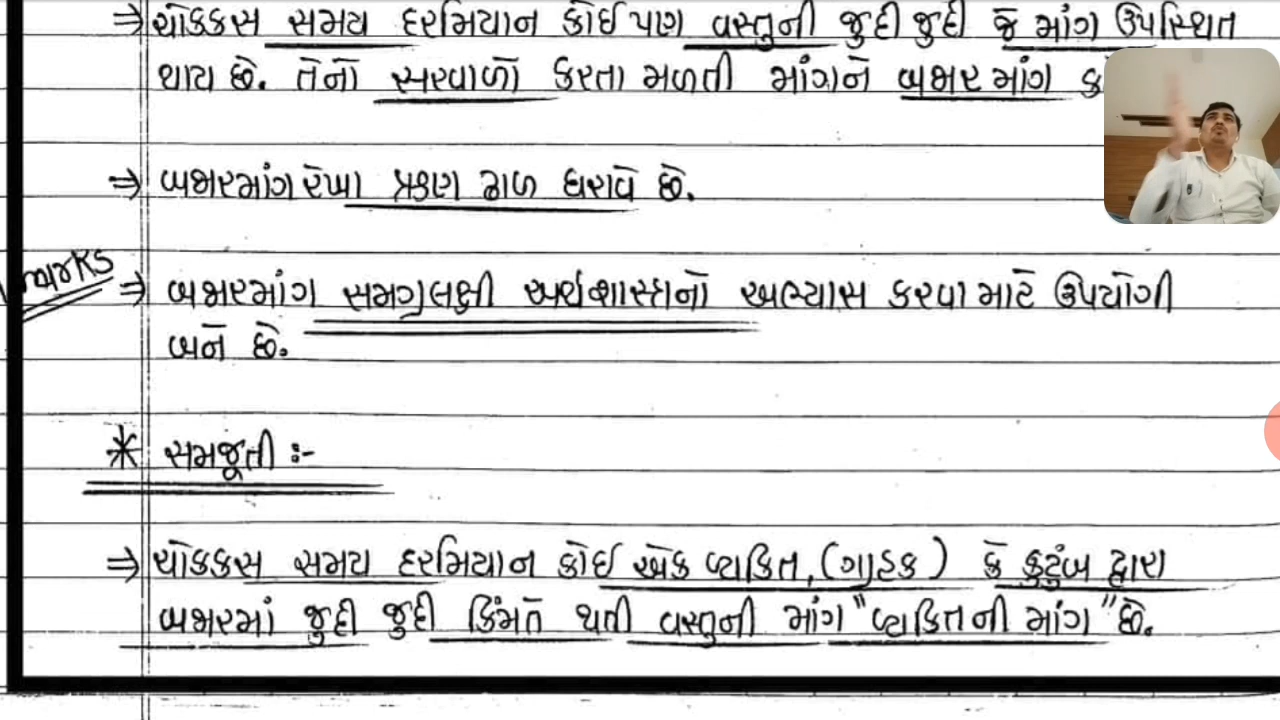 ⇒ ચોક્કસ સમય દરમિયાન કોઈપણ વસ્તુની જુદી જુદી જે માંગ ઉપસ્થિત
થાય છે. તેનો સરવાળો કરતા મળતી માંગને બજાર માંગ
⇒ બજારમાંગ રેખા ઋણ ઢાળ ધરાવે છે.
માર્ક્સ ⇒ બજારમાંગ સમગ્રલક્ષી અર્થશાસ્ત્રનો અભ્યાસ કરવા માટે ઉપયોગી
બને છે.
* સમજૂતી :-
⇒ ચોક્કસ સમય દરમિયાન કોઈ એક વ્યકિત, (ગ્રાહક) કે કુટુંબ દ્વારા
બજારમાં જુદી જુદી કિંમતે થતી વસ્તુની માંગ "વ્યકિતની માંગ" છે.